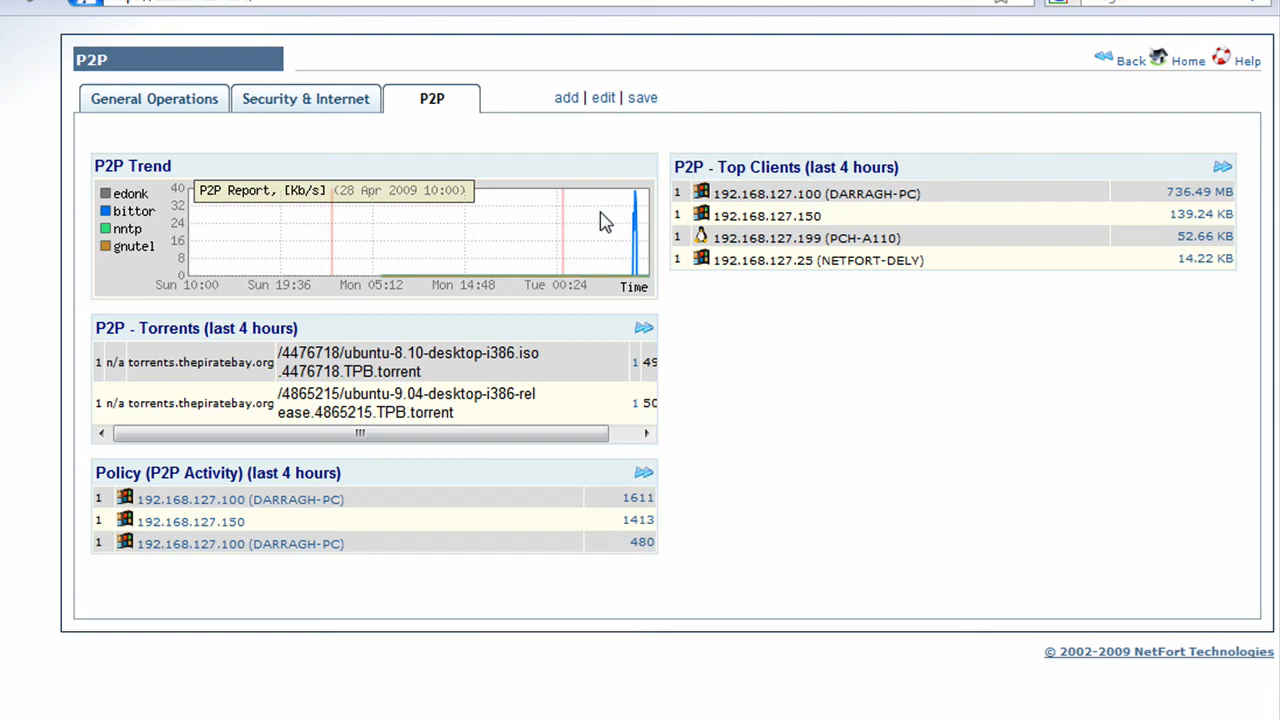 P2P
Back Home Help
General Operations Security & Internet P2P add | edit | save
P2P Trend
edonk
bittor
nntp
gnutel
40
32
24
16
8
0
P2P Report, [Kb/s] (28 Apr 2009 10:00)
Sun 10:00 Sun 19:36 Mon 05:12 Mon 14:48 Tue 00:24 Time
P2P - Top Clients (last 4 hours)
1 192.168.127.100 (DARRAGH-PC) 736.49 MB
1 192.168.127.150 139.24 KB
1 192.168.127.199 (PCH-A110) 52.66 KB
1 192.168.127.25 (NETFORT-DELY) 14.22 KB
P2P - Torrents (last 4 hours)
1 n/a torrents.thepiratebay.org /4476718/ubuntu-8.10-desktop-i386.iso
.4476718.TPB.torrent 1 49
1 n/a torrents.thepiratebay.org /4865215/ubuntu-9.04-desktop-i386-rel
ease.4865215.TPB.torrent 1 50
Policy (P2P Activity) (last 4 hours)
1 192.168.127.100 (DARRAGH-PC) 1611
1 192.168.127.150 1413
1 192.168.127.100 (DARRAGH-PC) 480
© 2002-2009 NetFort Technologies